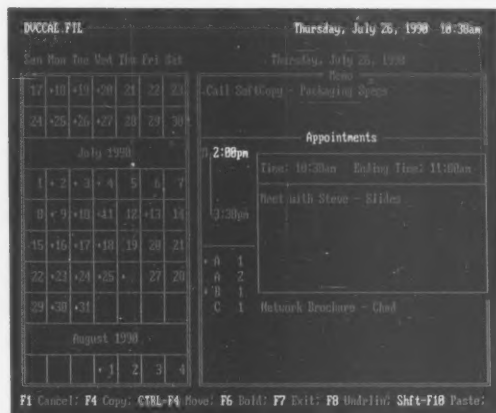 DVCCAL.FIL Thursday, July 26, 1990 10:30am
Sun Mon Tue Wed Thu Fri Sat
Thursday, July 26, 1990
Memo
17 •18 •19 •20 21 22 23
Call SoftCopy - Packaging Specs
24 •25 •26 •27 28 29 30
Appointments
July 1990
2:00pm
Time: 10:30am Ending Time: 11:00am
1 • 2 • 3 • 4 5 6 7
Meet with Steve - Slides
8 • 9 •10 •11 12 •13 14
3:30pm
15 •16 •17 •18 19 20 21
22 •23 •24 •25 • 27 28
• A 1
A 2
• B 1
29 •30 •31
C 1 Network Brochure - Chad
August 1990
• 1 2 3 4
F1 Cancel; F4 Copy; CTRL-F4 Move; F6 Bold; F7 Exit; F8 Undrlin; Shft-F10 Paste;